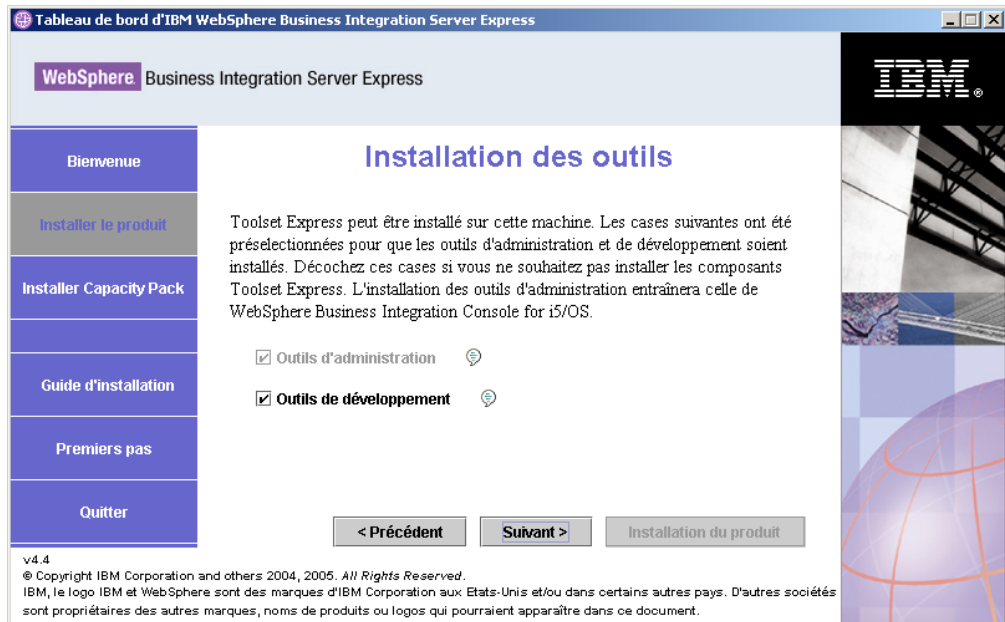 Tableau de bord d'IBM WebSphere Business Integration Server Express
WebSphere. Business Integration Server Express
IBM®
Bienvenue
Installer le produit
Installer Capacity Pack
Guide d'installation
Premiers pas
Quitter
Installation des outils
Toolset Express peut être installé sur cette machine. Les cases suivantes ont été
préselectionnées pour que les outils d'administration et de développement soient
installés. Décochez ces cases si vous ne souhaitez pas installer les composants
Toolset Express. L'installation des outils d'administration entraînera celle de
WebSphere Business Integration Console for i5/OS.
Outils d'administration
Outils de développement
< Précédent
Suivant >
Installation du produit
v4.4
© Copyright IBM Corporation and others 2004, 2005. All Rights Reserved.
IBM, le logo IBM et WebSphere sont des marques d'IBM Corporation aux Etats-Unis et/ou dans certains autres pays. D'autres sociétés
sont propriétaires des autres marques, noms de produits ou logos qui pourraient apparaître dans ce document.